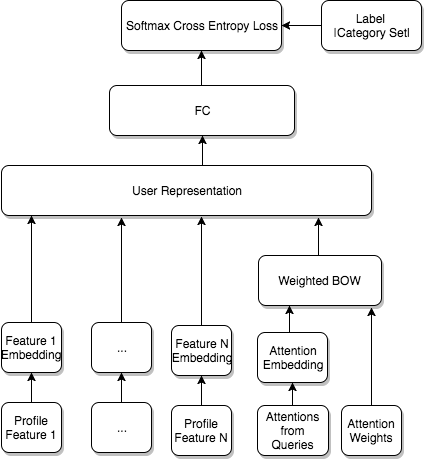 Softmax Cross Entropy Loss
Label
|Category Set|
FC
User Representation
Weighted BOW
Feature 1
Embedding
...
Feature N
Embedding
Attention
Embedding
Profile
Feature 1
...
Profile
Feature N
Attentions
from
Queries
Attention
Weights